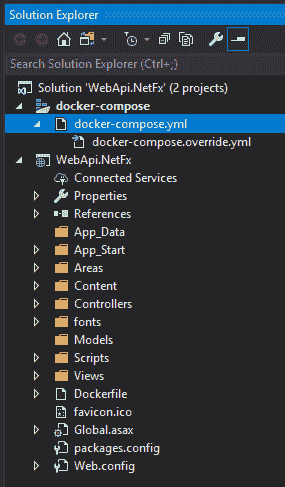 Solution Explorer
Search Solution Explorer (Ctrl+;)
Solution 'WebApi.NetFx' (2 projects)
docker-compose
docker-compose.yml
docker-compose.override.yml
WebApi.NetFx
Connected Services
Properties
References
App_Data
App_Start
Areas
Content
Controllers
fonts
Models
Scripts
Views
Dockerfile
favicon.ico
Global.asax
packages.config
Web.config